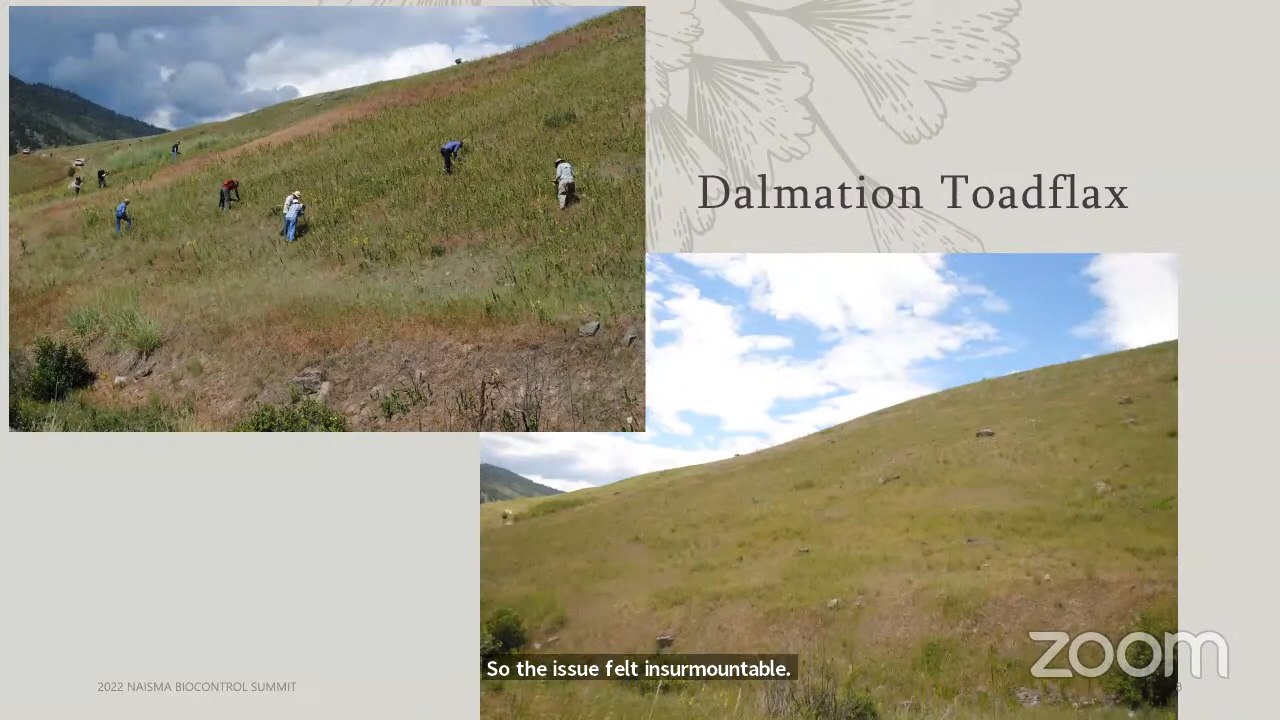 Dalmation Toadflax
So the issue felt insurmountable.
zoom
2022 NAISMA BIOCONTROL SUMMIT